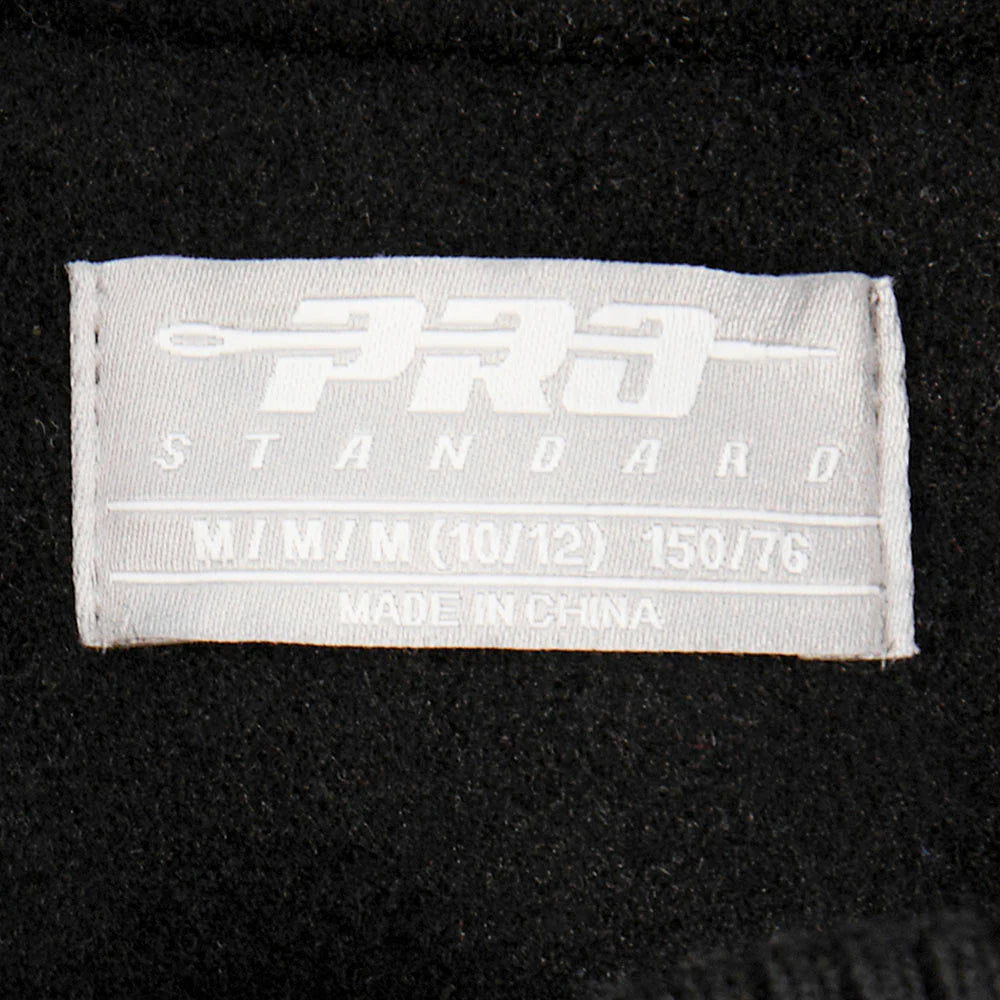 PRO
STANDARD
M / M / M (10/12) 150/76
MADE IN CHINA